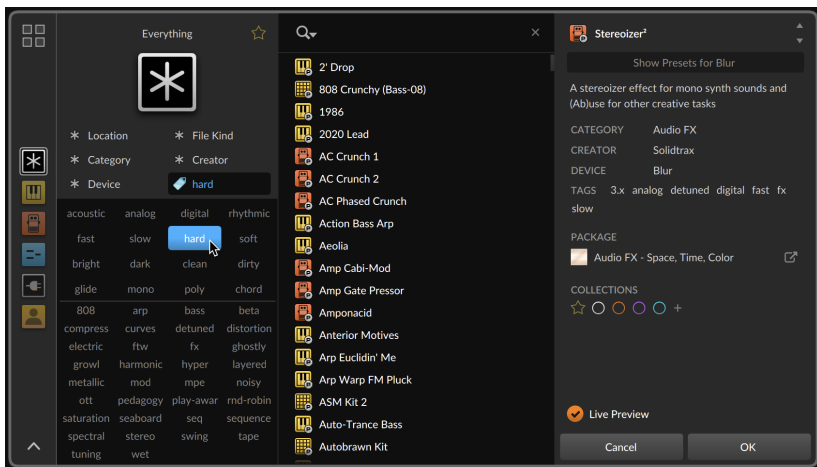 Everything
Location
File Kind
Category
Creator
Device
hard
acoustic analog digital rhythmic
fast slow hard soft
bright dark clean dirty
glide mono poly chord
808 arp bass beta
compress curves detuned distortion
electric ftw fx ghostly
growl harmonic hyper layered
metallic mod mpe noisy
ott pedagogy play-awar rnd-robin
saturation seaboard seq sequence
spectral stereo swing tape
tuning wet
2' Drop
808 Crunchy (Bass-08)
1986
2020 Lead
AC Crunch 1
AC Crunch 2
AC Phased Crunch
Action Bass Arp
Aeolia
Amp Cabi-Mod
Amp Gate Pressor
Amponacid
Anterior Motives
Arp Euclidin' Me
Arp Warp FM Pluck
ASM Kit 2
Auto-Trance Bass
Autobrawn Kit
Stereoizer²
Show Presets for Blur
A stereoizer effect for mono synth sounds and
(Ab)use for other creative tasks
CATEGORY Audio FX
CREATOR Solidtrax
DEVICE Blur
TAGS 3.x analog detuned digital fast fx
slow
PACKAGE
Audio FX - Space, Time, Color
COLLECTIONS
Live Preview
Cancel
OK